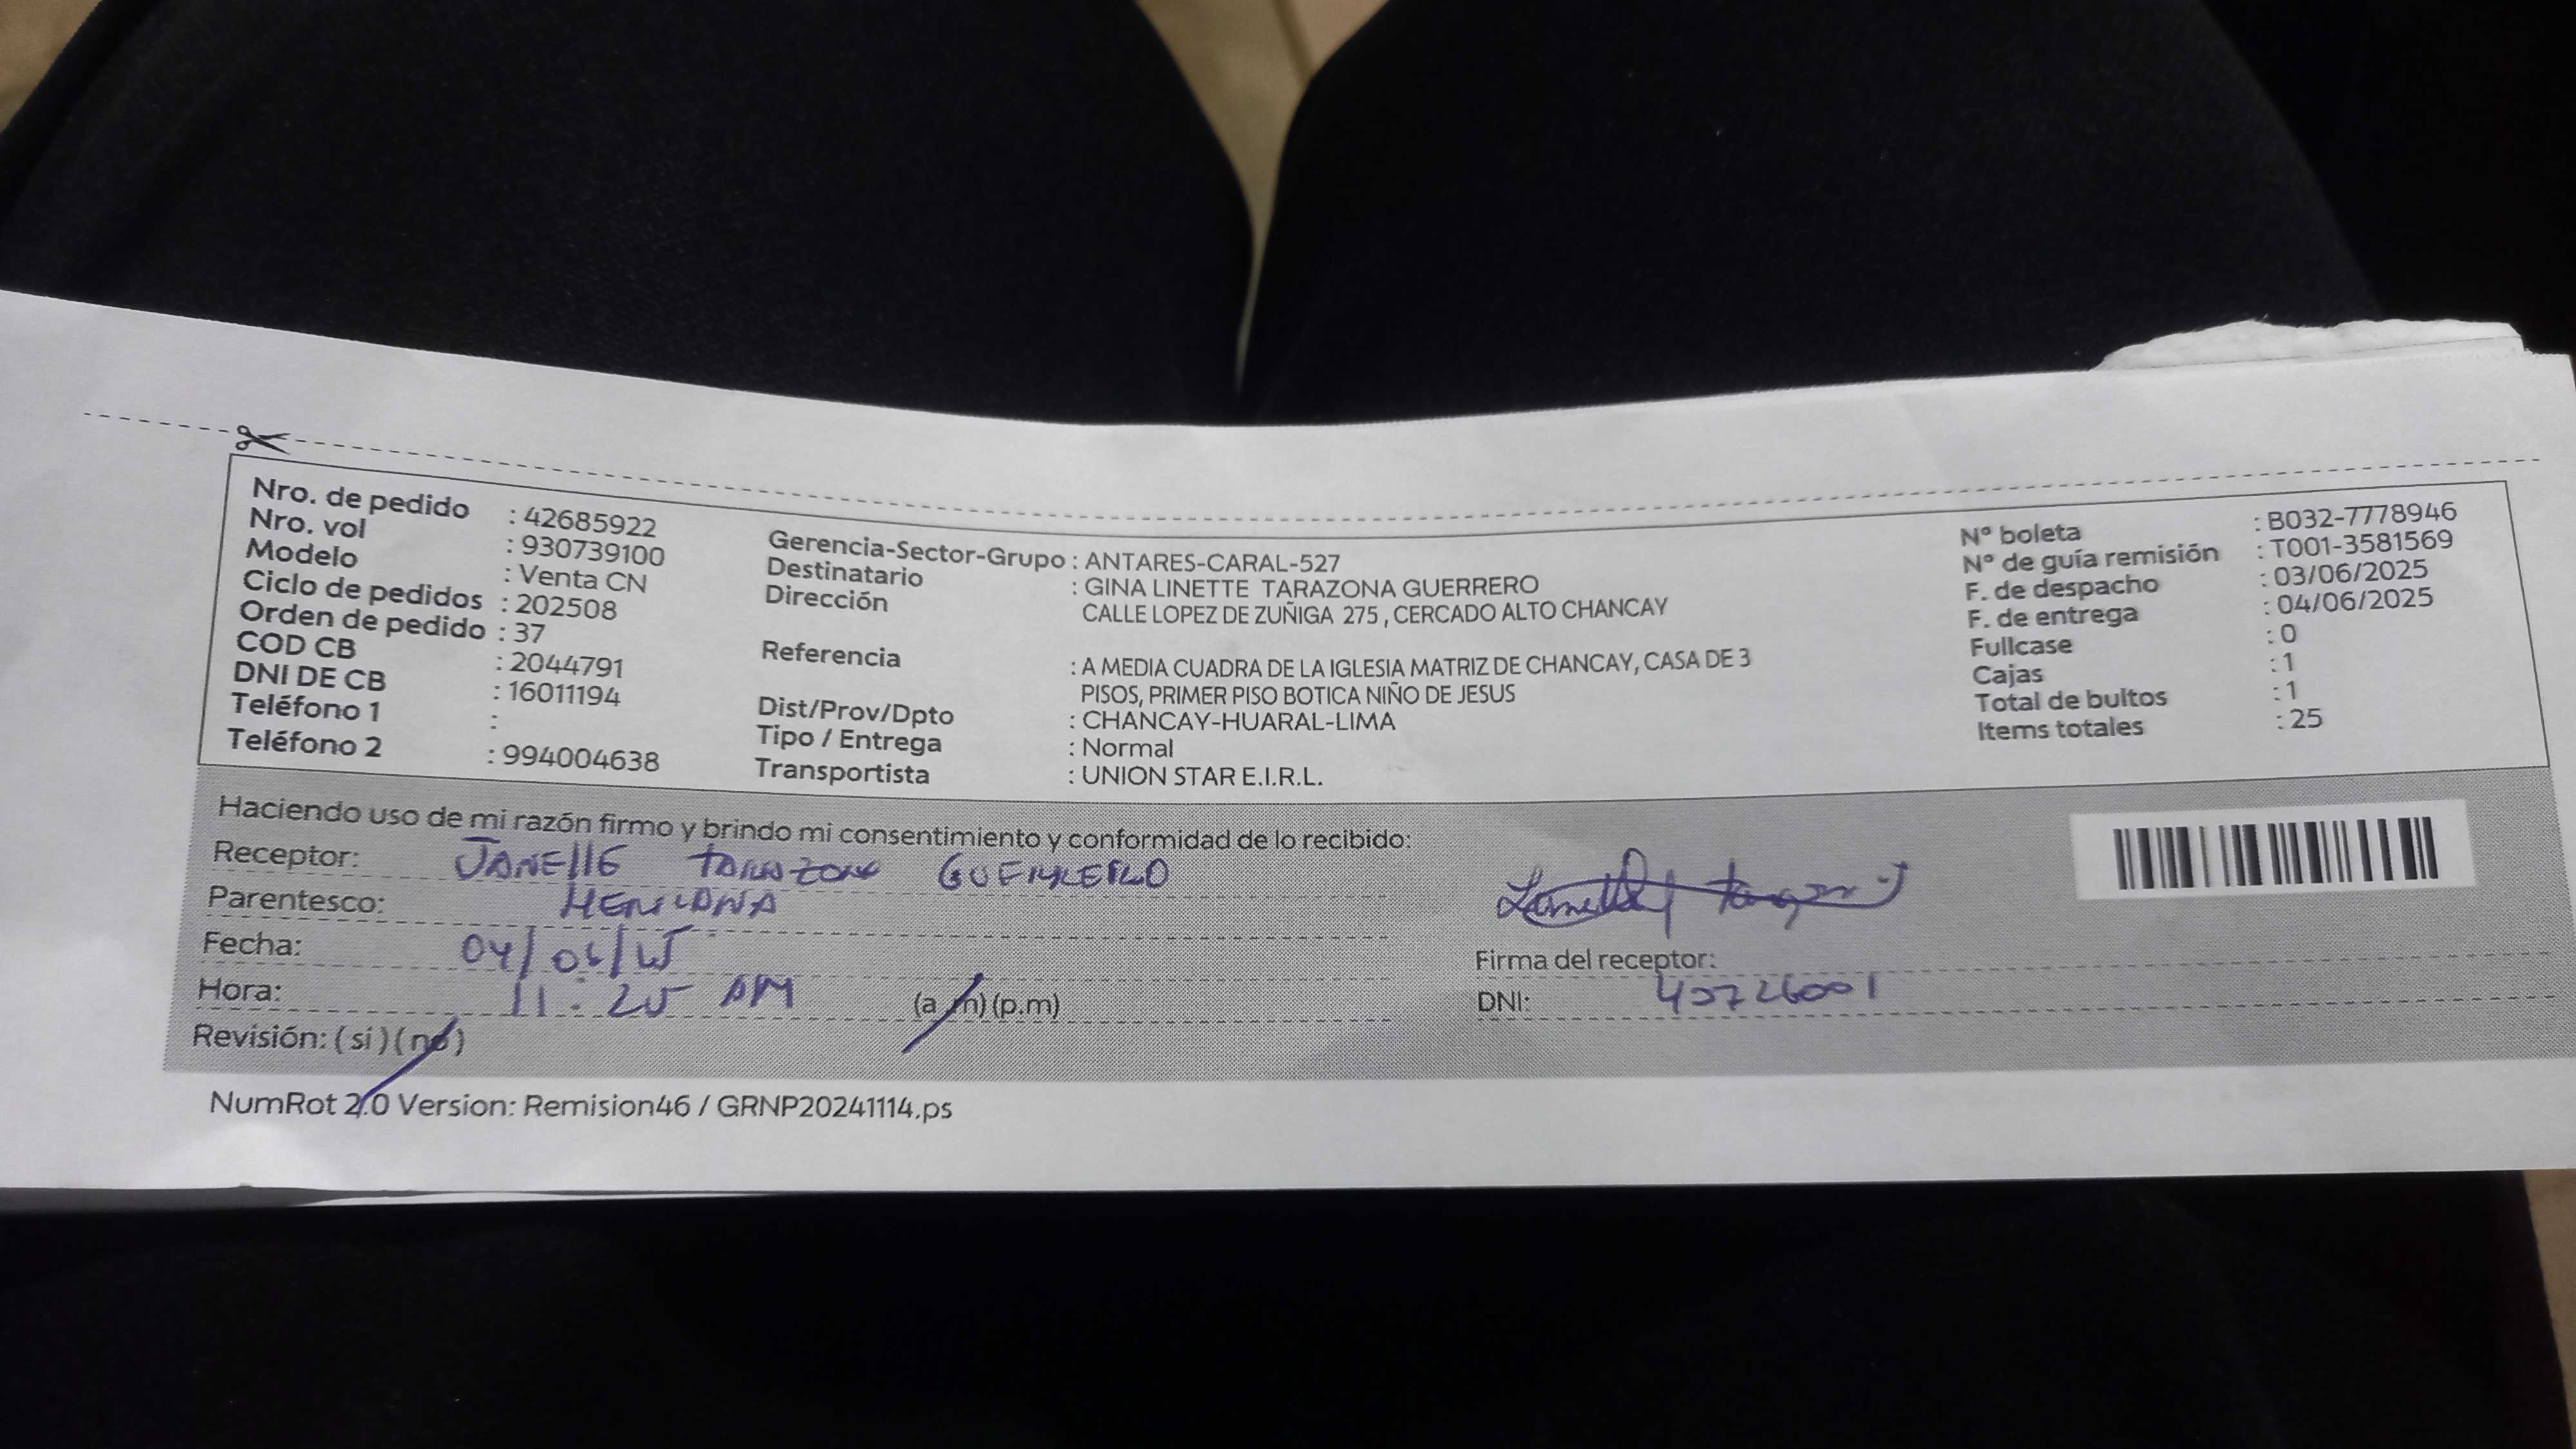 Nro. de pedido : 42685922
Nro. vol : 930739100
Modelo : Venta CN
Ciclo de pedidos : 202508
Orden de pedido : 37
COD CB : 2044791
DNI DE CB : 16011194
Teléfono 1 :
Teléfono 2 : 994004638
Gerencia-Sector-Grupo : ANTARES-CARAL-527
Destinatario : GINA LINETTE TARAZONA GUERRERO
Dirección CALLE LOPEZ DE ZUÑIGA 275 , CERCADO ALTO CHANCAY
Referencia : A MEDIA CUADRA DE LA IGLESIA MATRIZ DE CHANCAY, CASA DE 3
PISOS, PRIMER PISO BOTICA NIÑO DE JESUS
Dist/Prov/Dpto : CHANCAY-HUARAL-LIMA
Tipo / Entrega : Normal
Transportista : UNION STAR E.I.R.L.
Nº boleta : B032-7778946
Nº de guía remisión : T001-3581569
F. de despacho : 03/06/2025
F. de entrega : 04/06/2025
Fullcase : 0
Cajas : 1
Total de bultos : 1
Items totales : 25
Haciendo uso de mi razón firmo y brindo mi consentimiento y conformidad de lo recibido:
Receptor: JANEllE TARAZONA GUERRERO
Parentesco: HERMANA
Fecha: 04/06/25
Hora: 11:25 AM (a.m) (p.m)
Revisión: ( si ) ( no )
Firma del receptor:
DNI: 40726001
NumRot 2.0 Version: Remision46 / GRNP20241114.ps